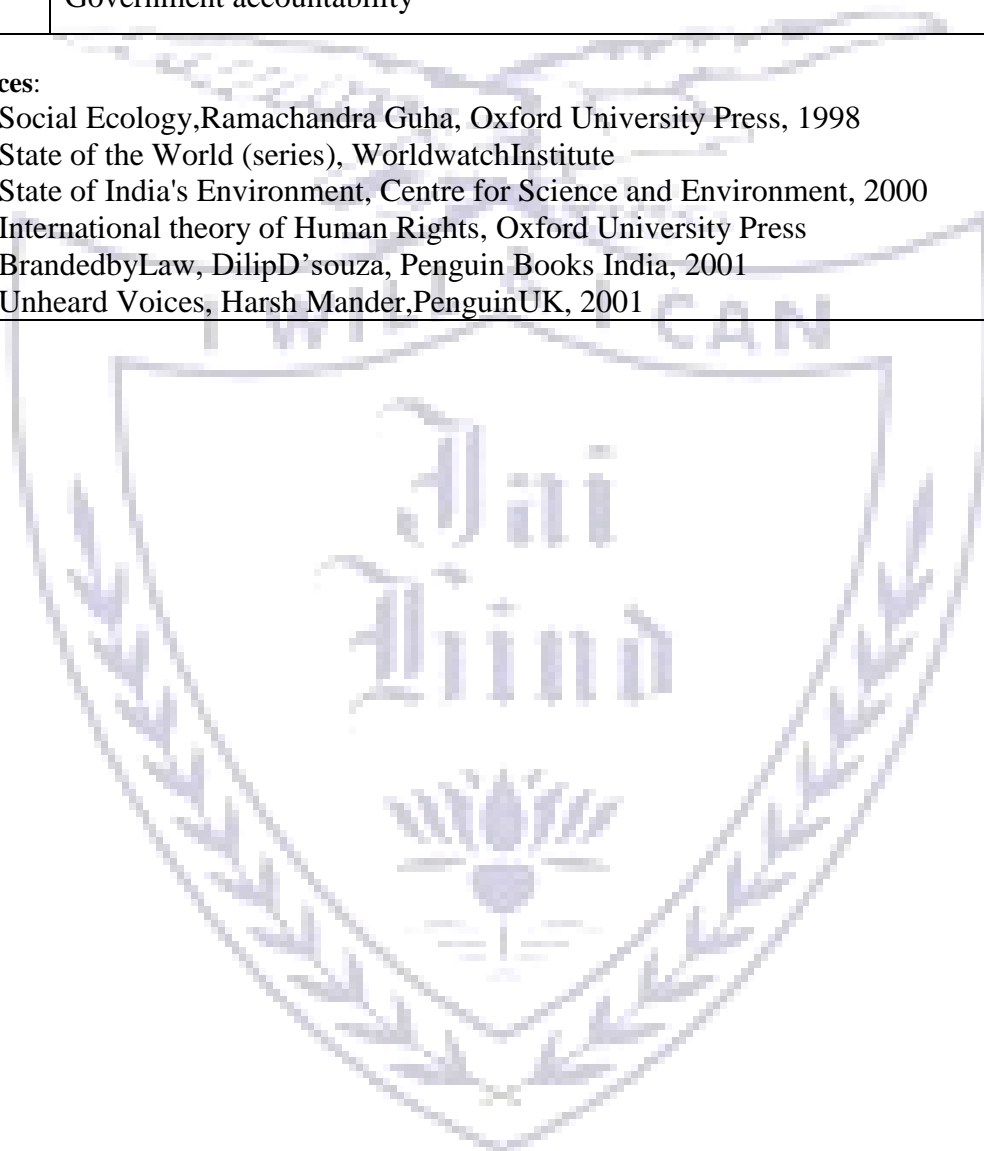 Government accountability
ces:
Social Ecology,Ramachandra Guha, Oxford University Press, 1998
State of the World (series), WorldwatchInstitute
State of India's Environment, Centre for Science and Environment, 2000
International theory of Human Rights, Oxford University Press
BrandedbyLaw, DilipD’souza, Penguin Books India, 2001
Unheard Voices, Harsh Mander,PenguinUK, 2001
I WILL & I CAN
Jai
Hind